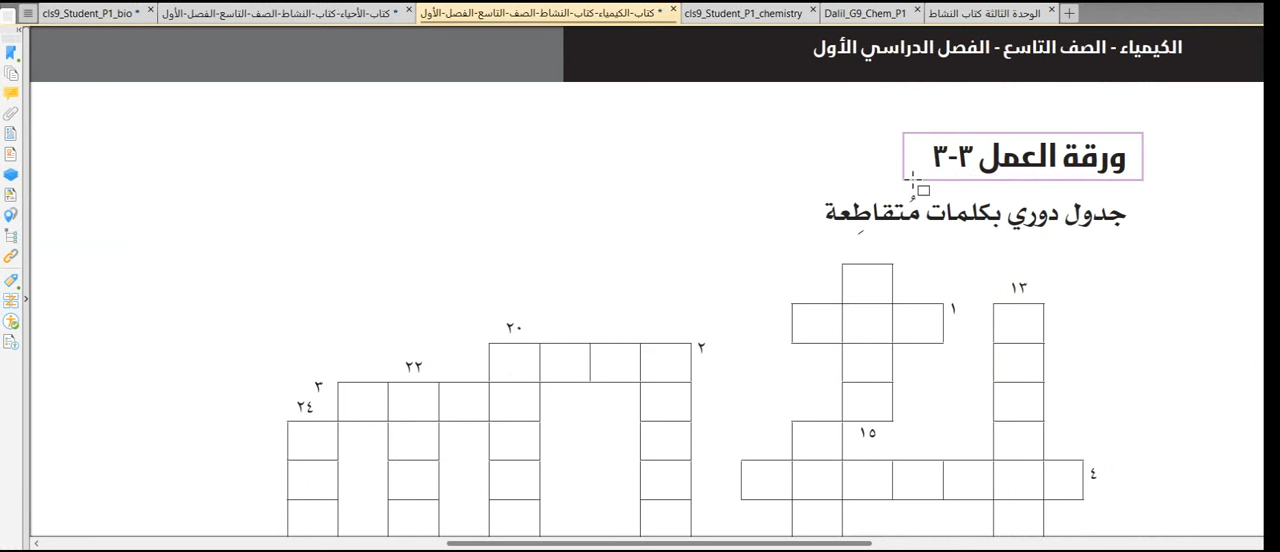 cls9_Student_P1_bio *
كتاب-الأحياء-كتاب-النشاط-الصف-التاسع-الفصل-الأول *
كتاب-الكيمياء-كتاب-النشاط-الصف-التاسع-الفصل-الأول *
cls9_Student_P1_chemistry
Dalil_G9_Chem_P1
الوحدة الثالثة كتاب النشاط
الكيمياء - الصف التاسع - الفصل الدراسي الأول
ورقة العمل ٣-٣
جدول دوري بكلمات مُتقاطِعة
١٣
١
٢٠
٢
٢٢
٣
٢٤
١٥
٤